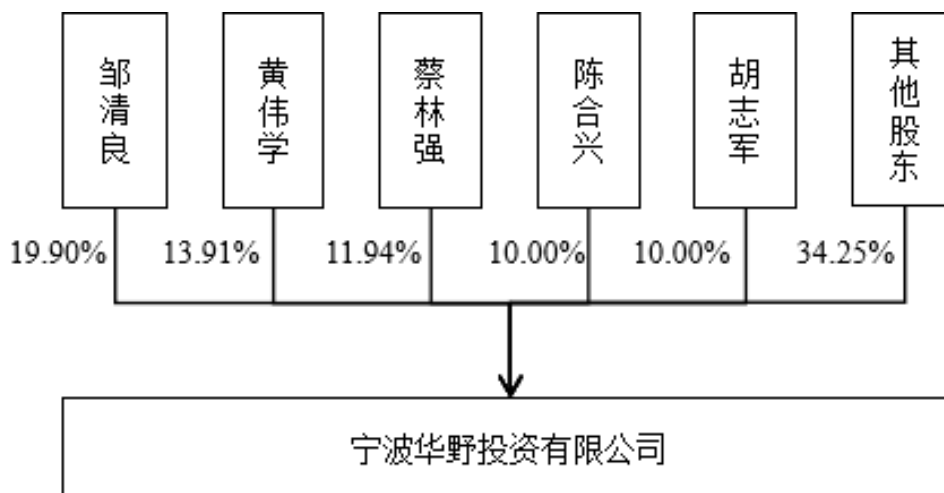 邹清良
黄伟学
蔡林强
陈合兴
胡志军
其他股东
19.90%
13.91%
11.94%
10.00%
10.00%
34.25%
宁波华野投资有限公司